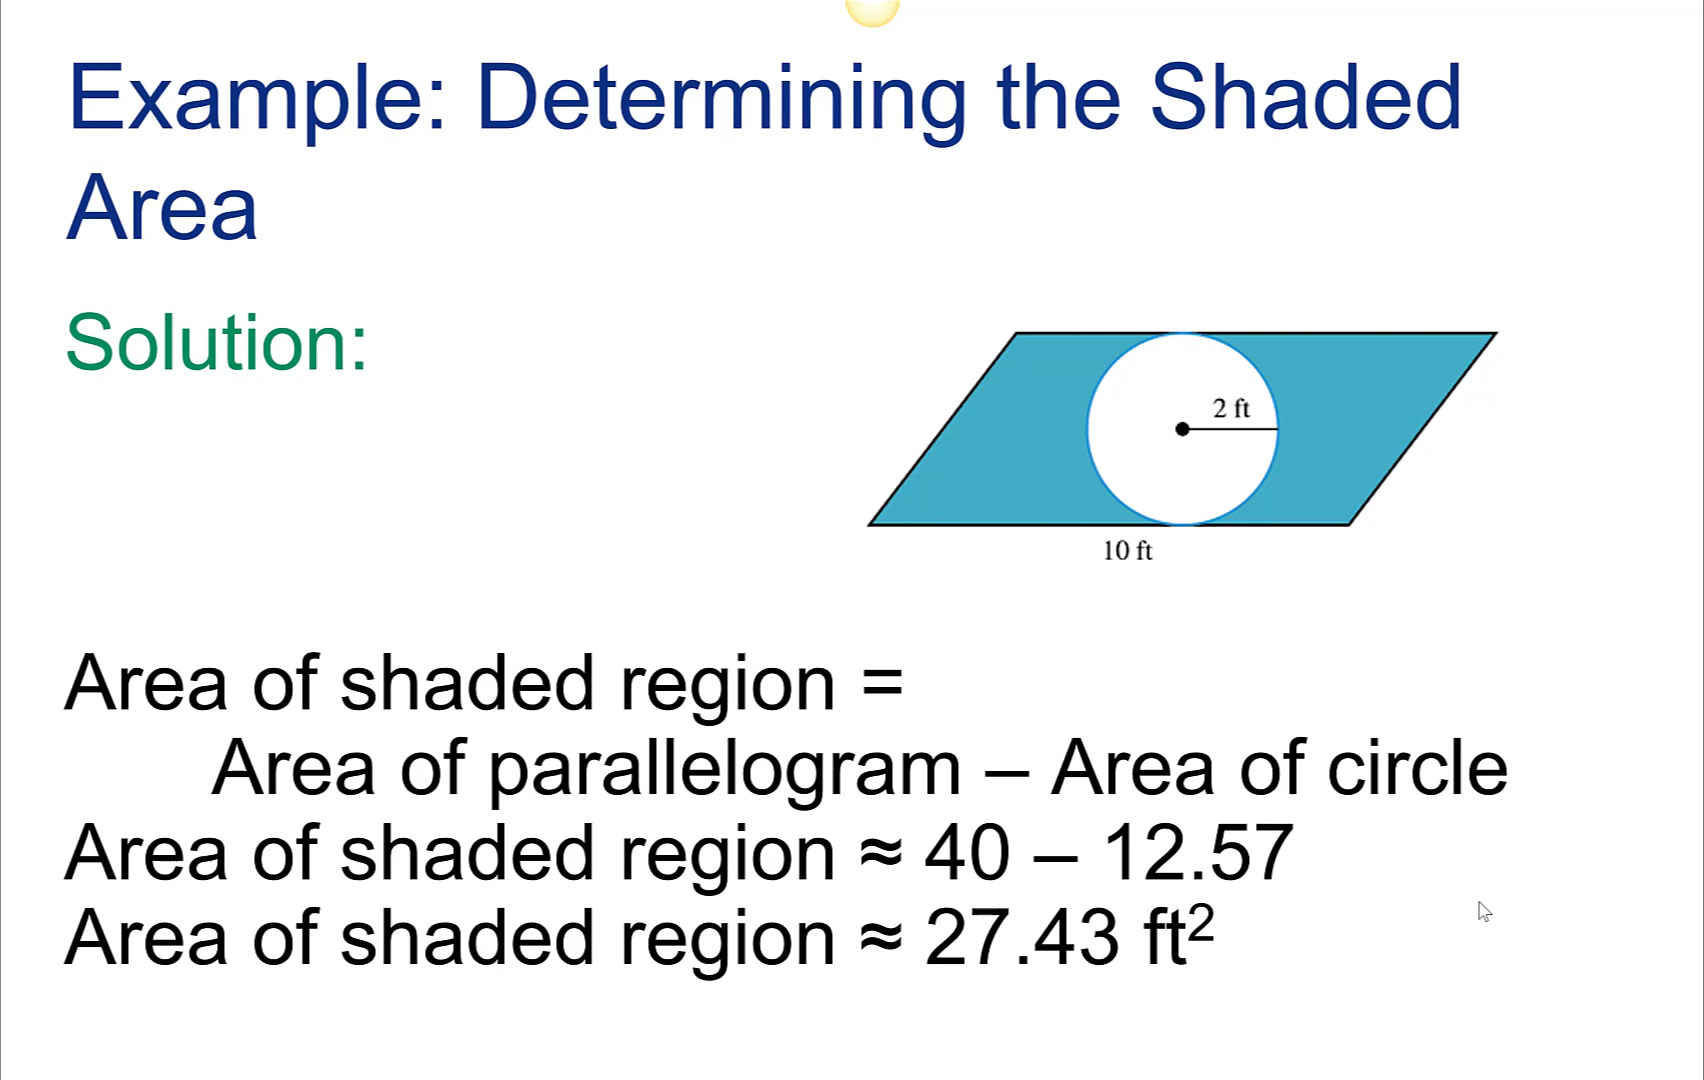 Example: Determining the Shaded
Area
Solution:
2 ft
10 ft
Area of shaded region =
Area of parallelogram – Area of circle
Area of shaded region ≈ 40 – 12.57
Area of shaded region ≈ 27.43 ft²